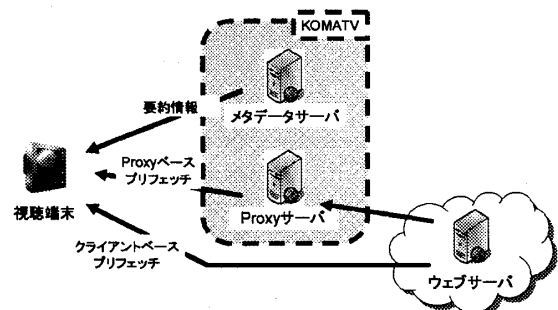 KOMATV
要約情報
メタデータサーバ
Proxyベース
プリフェッチ
視聴端末
Proxyサーバ
クライアントベース
プリフェッチ
ウェブサーバ